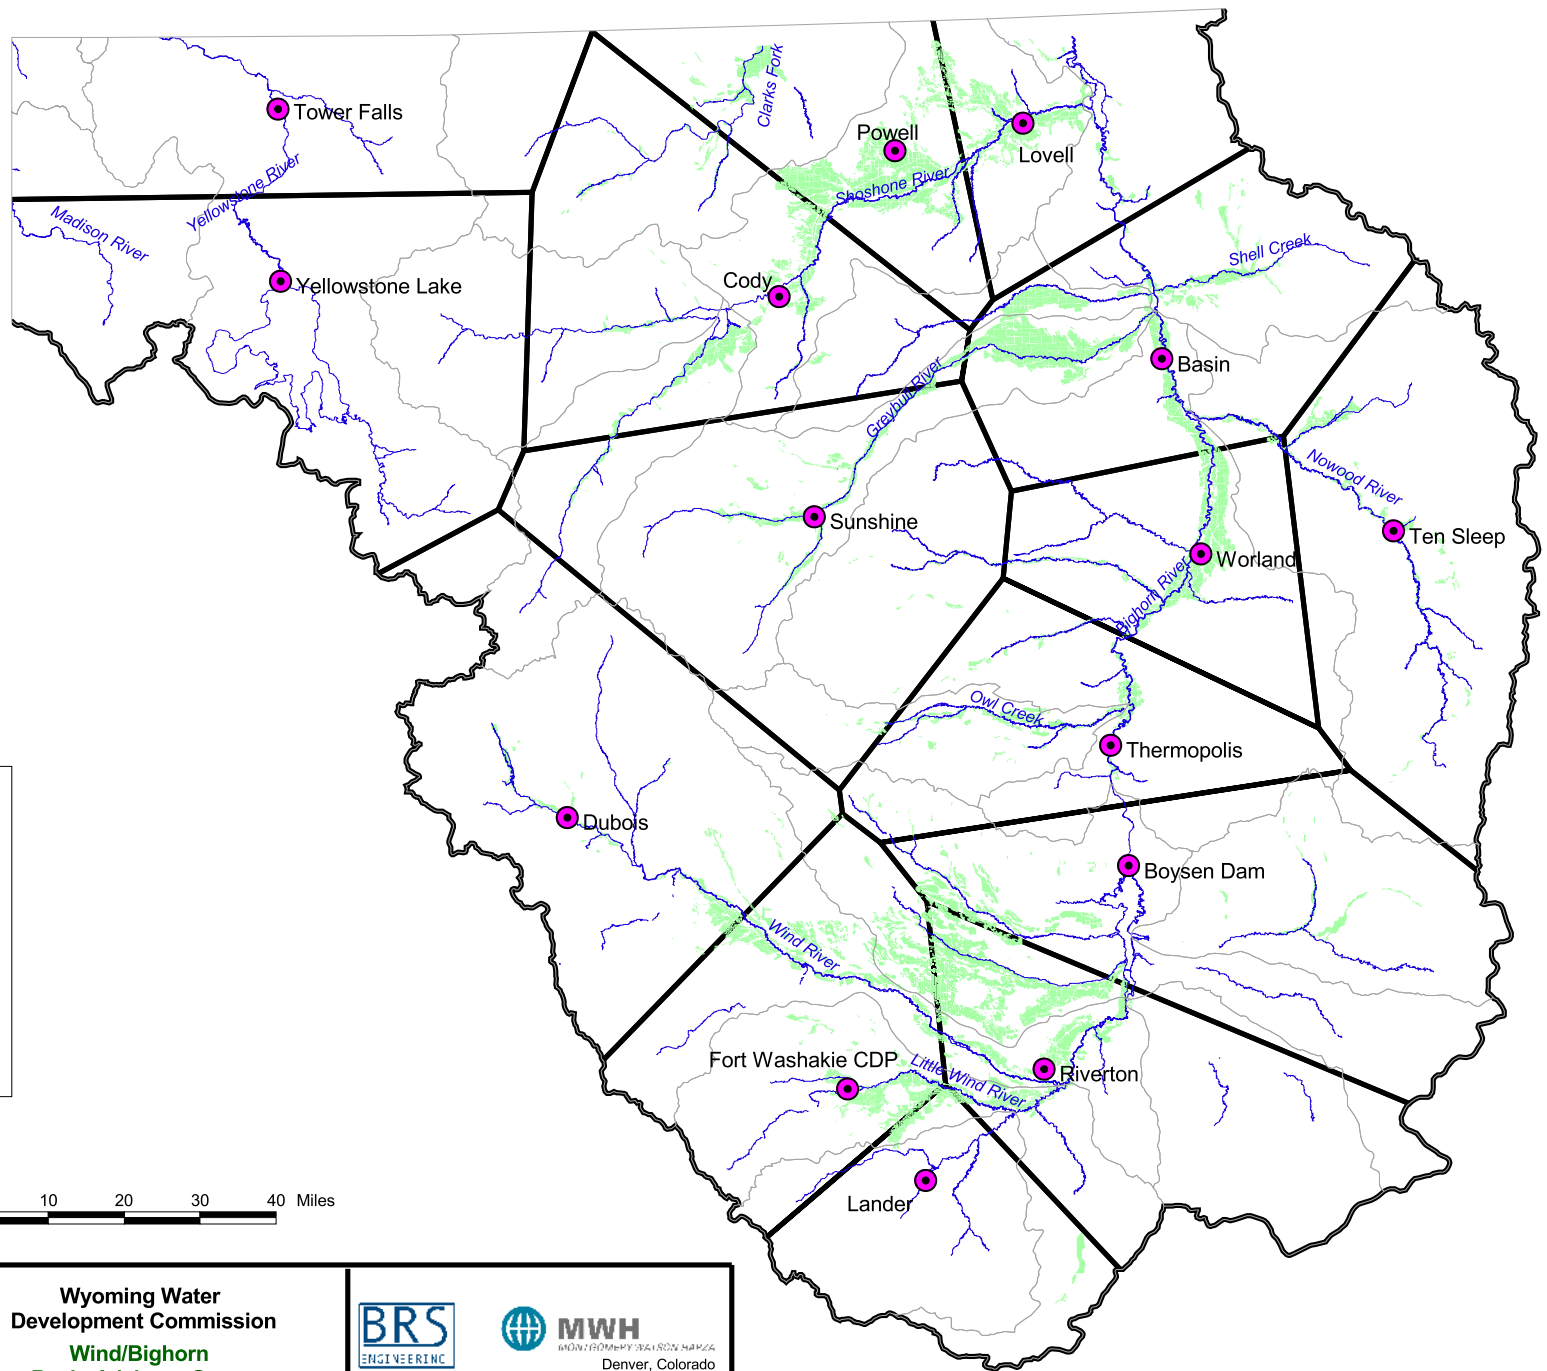 Clarks Fork
Tower Falls
Powell
Lovell
Shoshone River
Yellowstone River
Madison River
Shell Creek
Cody
Yellowstone Lake
Basin
Greybull River
Nowood River
Sunshine
Ten Sleep
Worland
Bighorn River
Owl Creek
Thermopolis
Dubois
Boysen Dam
Wind River
Fort Washakie CDP
Little Wind River
Riverton
Lander
10 20 30 40 Miles
Wyoming Water
Development Commission
Wind/Bighorn
BRS
ENGINEERING
MWH
MONTGOMERY WATSON HARZA
Denver, Colorado